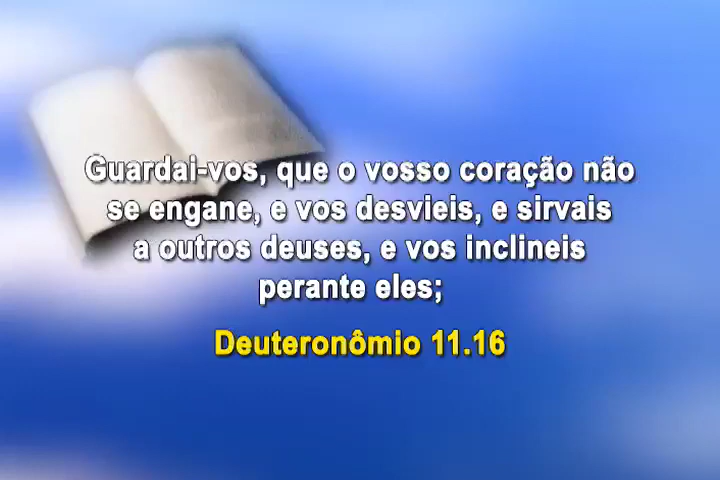 Guardai-vos, que o vosso coração não
se engane, e vos desvieis, e sirvais
a outros deuses, e vos inclineis
perante eles;
Deuteronômio 11.16